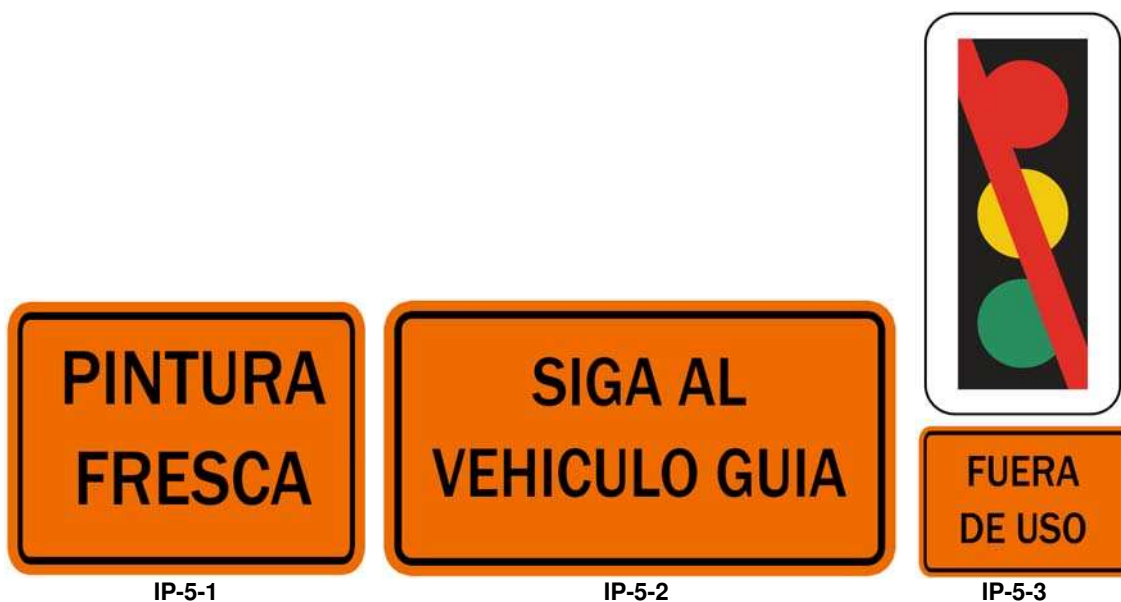 PINTURA
FRESCA
IP-5-1
SIGA AL
VEHICULO GUIA
IP-5-2
FUERA
DE USO
IP-5-3